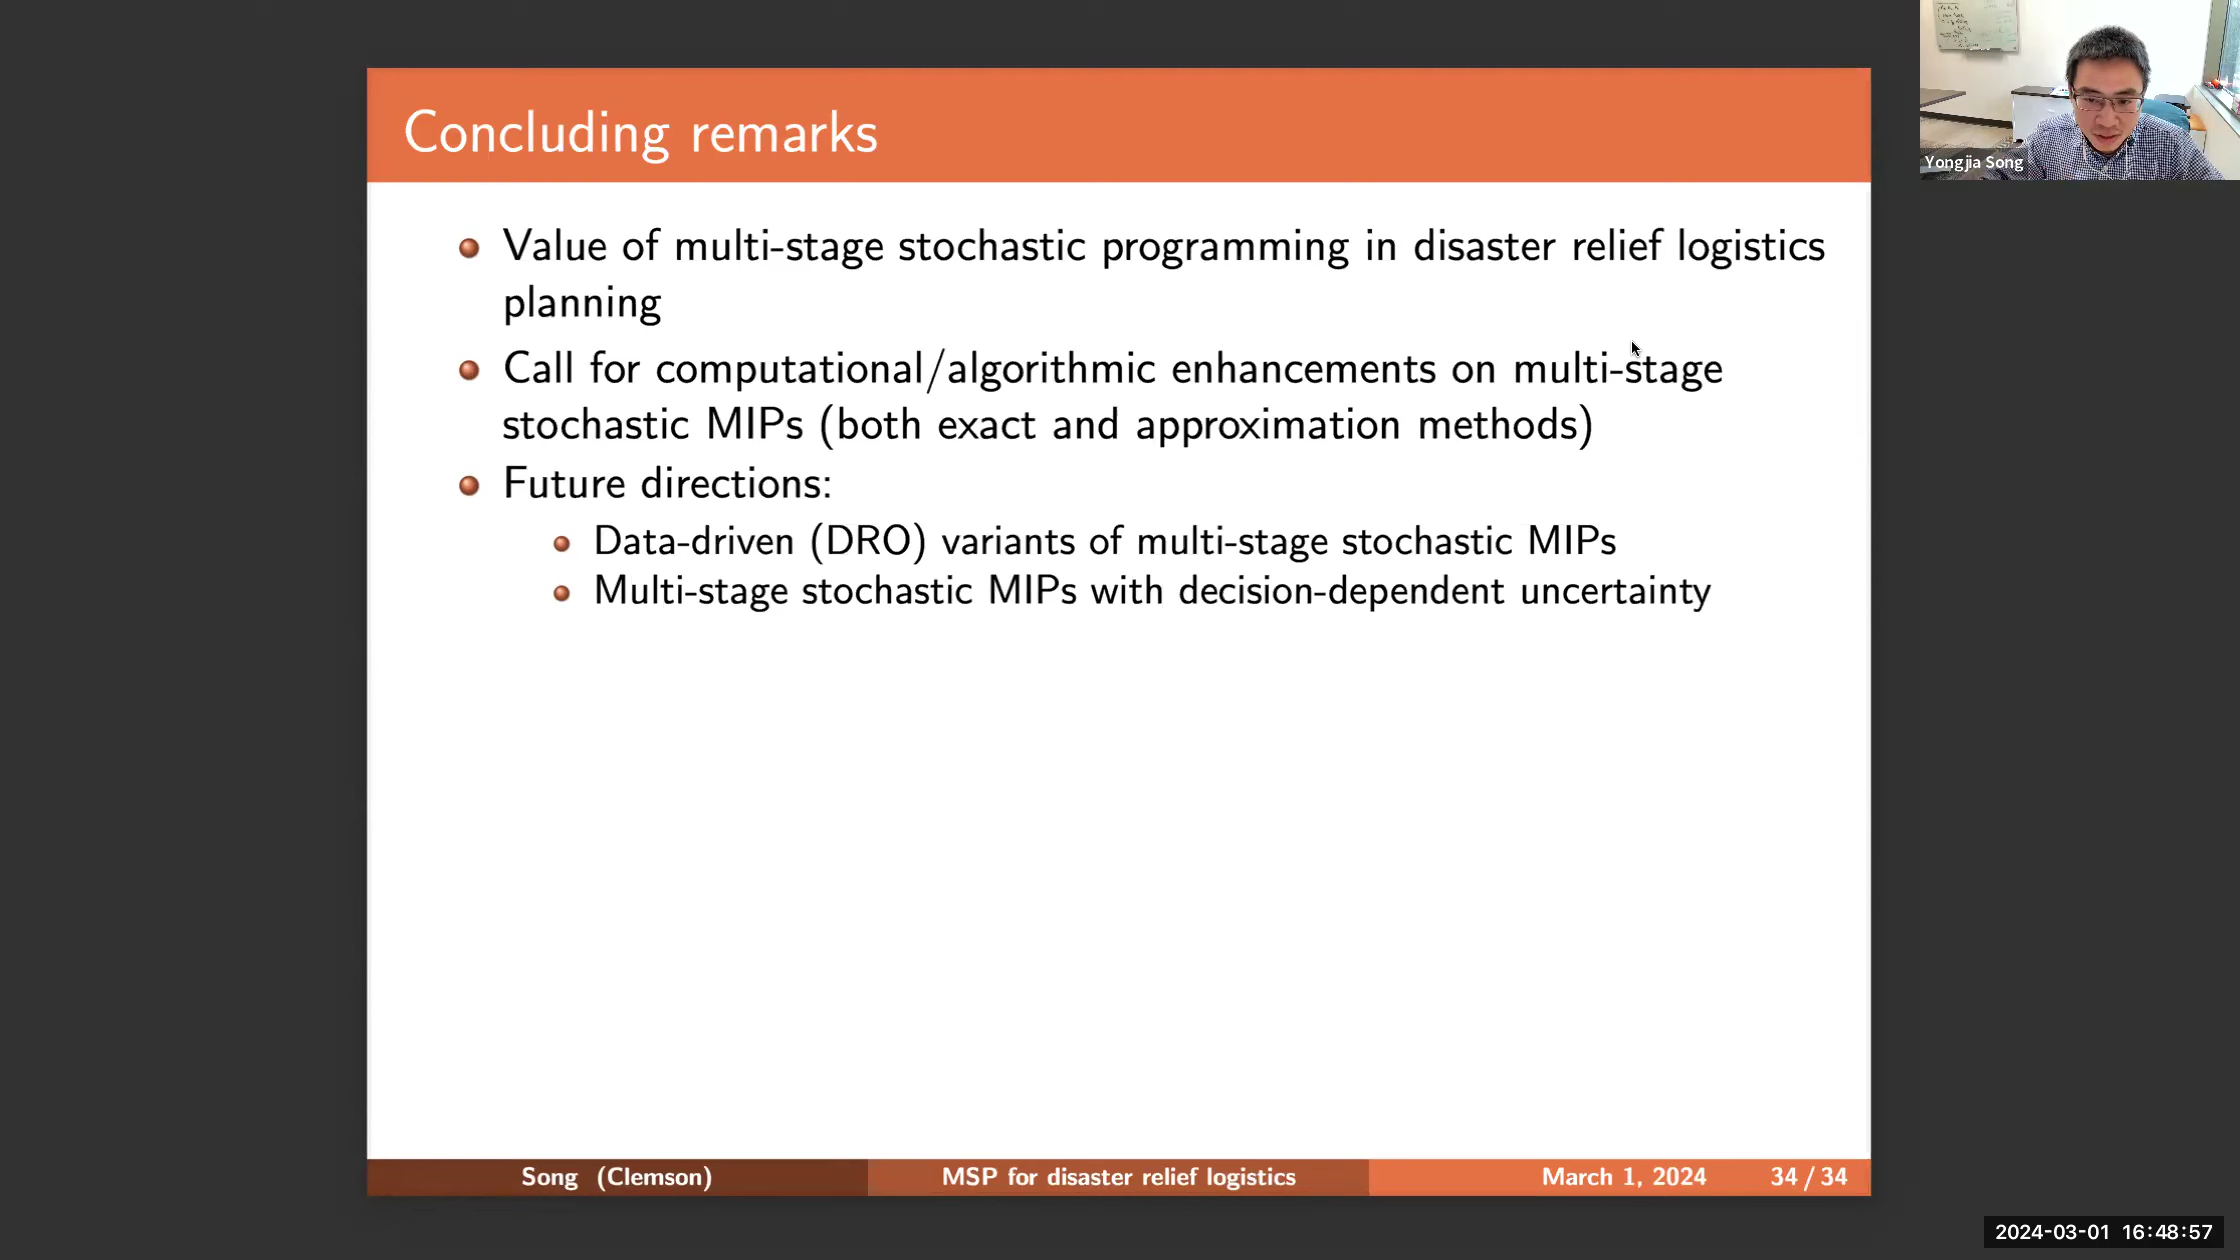 Concluding remarks
Value of multi-stage stochastic programming in disaster relief logistics
planning
Call for computational/algorithmic enhancements on multi-stage
stochastic MIPs (both exact and approximation methods)
Future directions:
Data-driven (DRO) variants of multi-stage stochastic MIPs
Multi-stage stochastic MIPs with decision-dependent uncertainty
Song (Clemson)
MSP for disaster relief logistics
March 1, 2024
34 / 34
Yongjia Song
2024-03-01 16:48:57